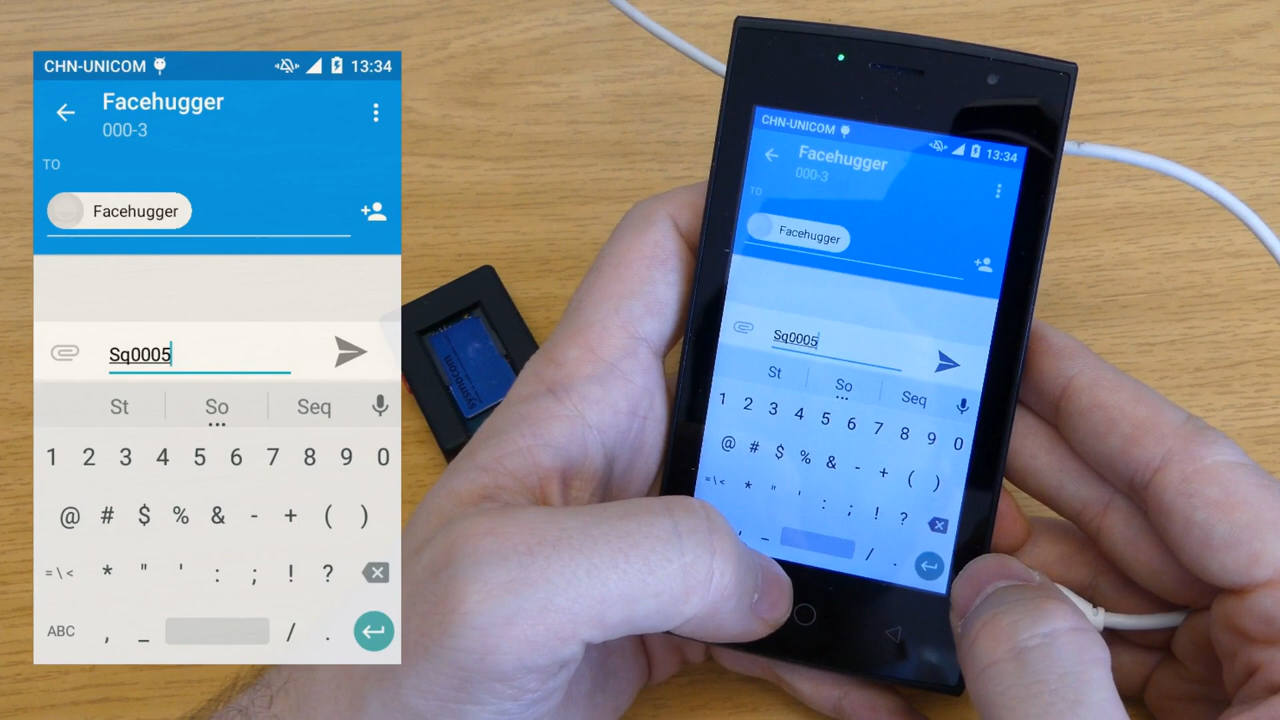 CHN-UNICOM 13:34
Facehugger
000-3
TO
Facehugger
Sq0005
St So Seq
1 2 3 4 5 6 7 8 9 0
@ # $ % & - + ( )
=\< * " ' : ; ! ?
ABC , _ / .
sysmocom
CHN-UNICOM 13:34
Facehugger
000-3
TO
Facehugger
Sq0005
St So Seq
1 2 3 4 5 6 7 8 9 0
@ # $ % & - + ( )
=\< * " ' : ; ! ?
, _ / .